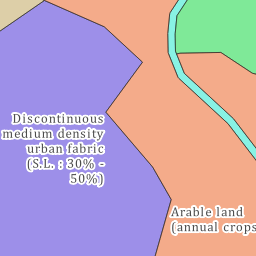 Discontinuous
medium density
urban fabric
(S.L. : 30% -
50%)
Arable land
(annual crops